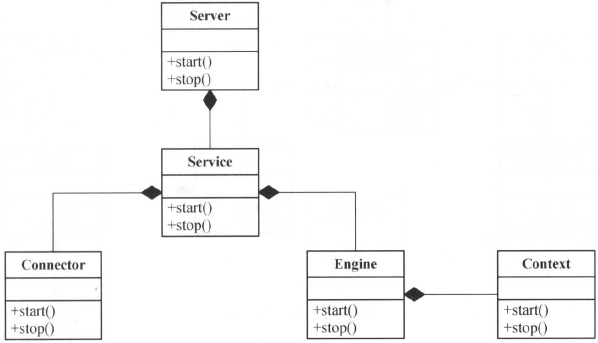 Server
+start()
+stop()
Service
+start()
+stop()
Connector
+start()
+stop()
Engine
+start()
+stop()
Context
+start()
+stop()